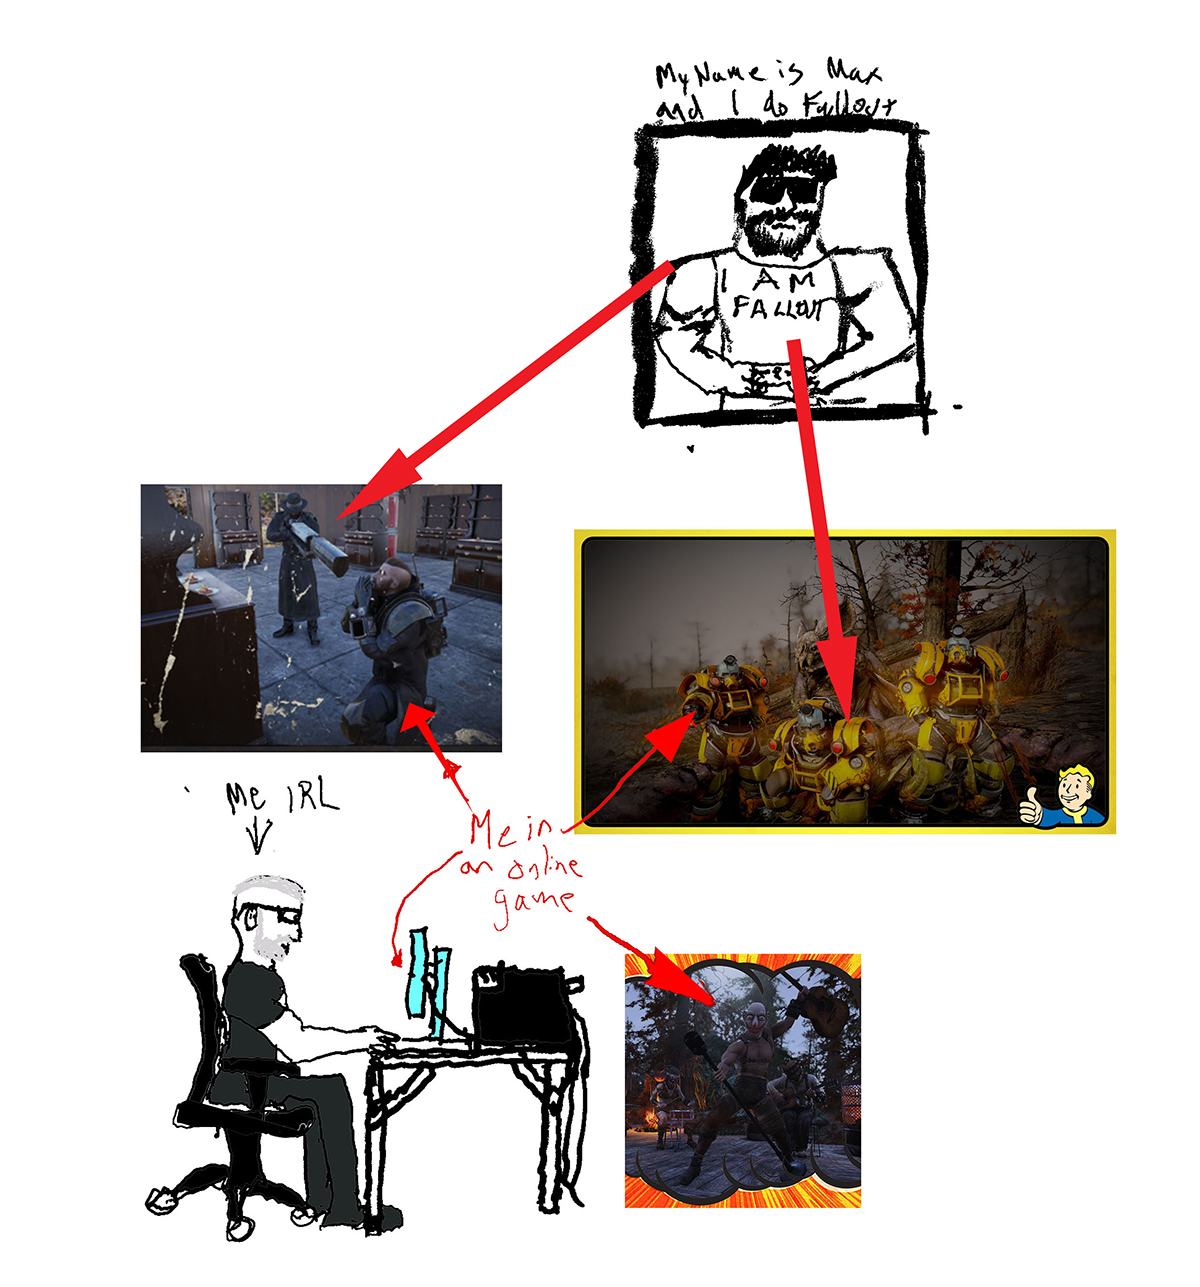 My Name is Max
and I do Fallout
I AM
FALLOUT
Me IRL
Me in
an online
game